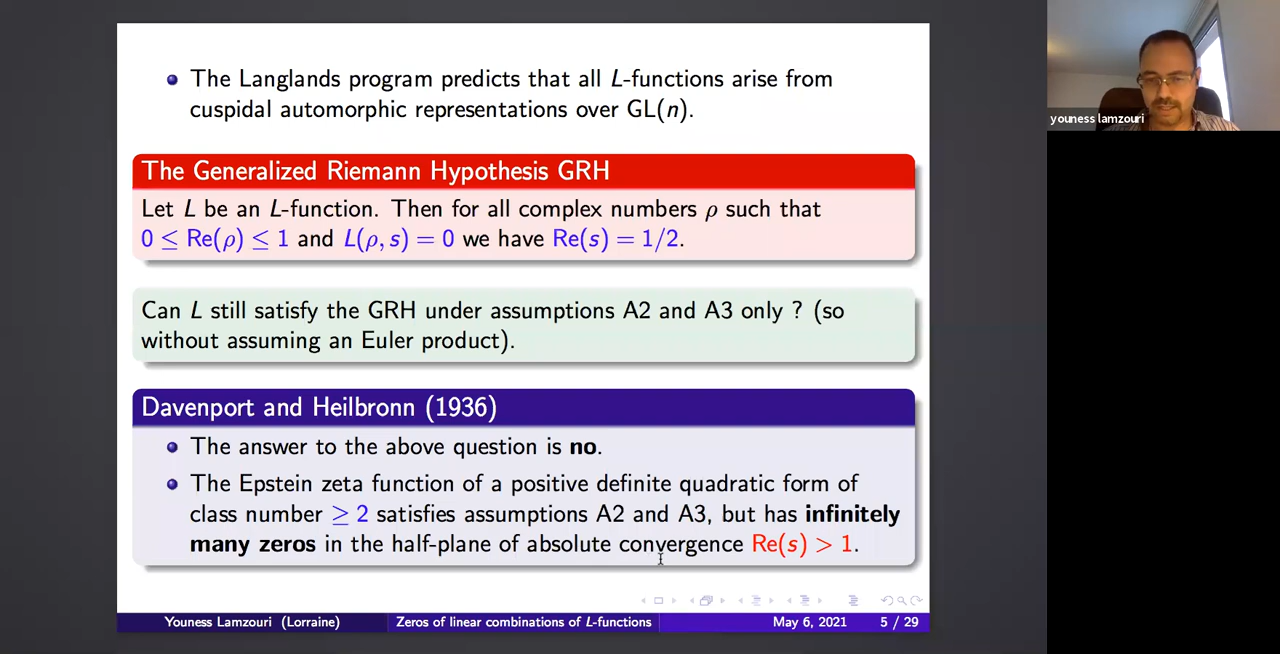 The Langlands program predicts that all L-functions arise from
cuspidal automorphic representations over GL(n).
The Generalized Riemann Hypothesis GRH
Let L be an L-function. Then for all complex numbers ρ such that
0 ≤ Re(ρ) ≤ 1 and L(ρ, s) = 0 we have Re(s) = 1/2.
Can L still satisfy the GRH under assumptions A2 and A3 only ? (so
without assuming an Euler product).
Davenport and Heilbronn (1936)
The answer to the above question is no.
The Epstein zeta function of a positive definite quadratic form of
class number ≥ 2 satisfies assumptions A2 and A3, but has infinitely
many zeros in the half-plane of absolute convergence Re(s) > 1.
Youness Lamzouri (Lorraine) Zeros of linear combinations of L-functions May 6, 2021 5 / 29
youness lamzouri